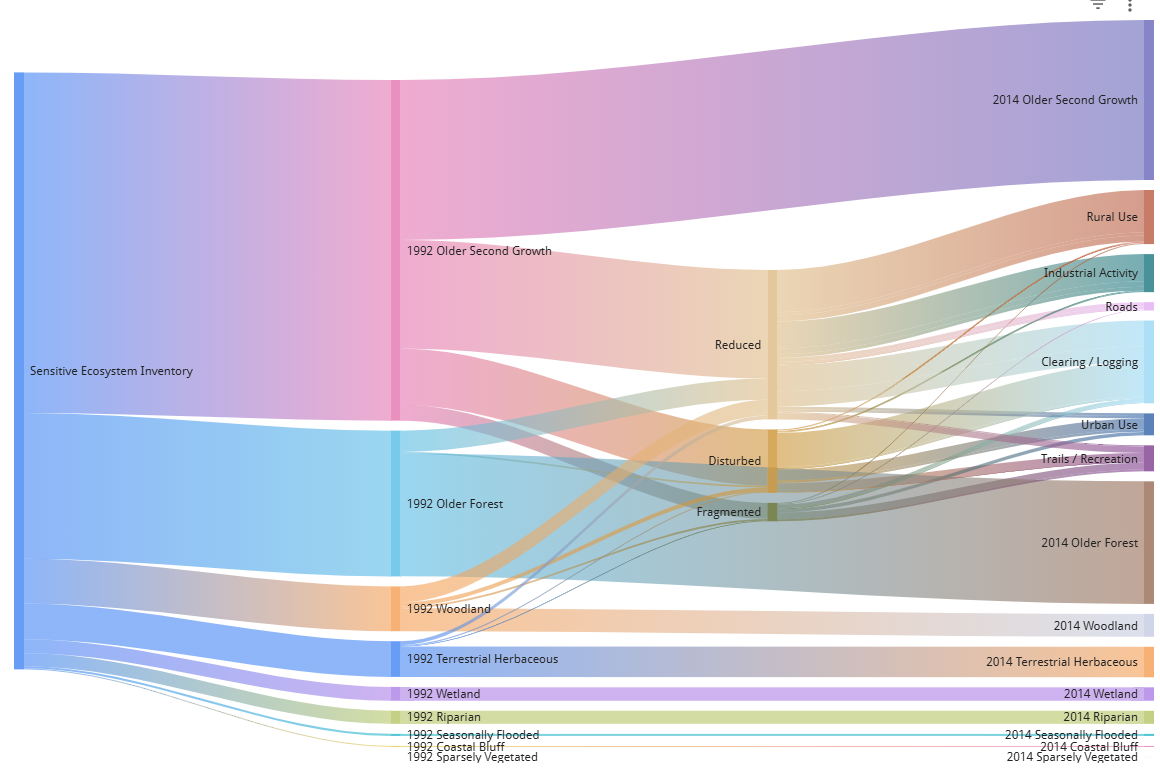 2014 Older Second Growth
Rural Use
1992 Older Second Growth
Industrial Activity
Roads
Reduced
Clearing / Logging
Sensitive Ecosystem Inventory
Urban Use
Disturbed
Trails / Recreation
1992 Older Forest
Fragmented
2014 Older Forest
1992 Woodland
2014 Woodland
1992 Terrestrial Herbaceous
2014 Terrestrial Herbaceous
1992 Wetland
2014 Wetland
1992 Riparian
2014 Riparian
1992 Seasonally Flooded
2014 Seasonally Flooded
1992 Coastal Bluff
2014 Coastal Bluff
1992 Sparsely Vegetated
2014 Sparsely Vegetated